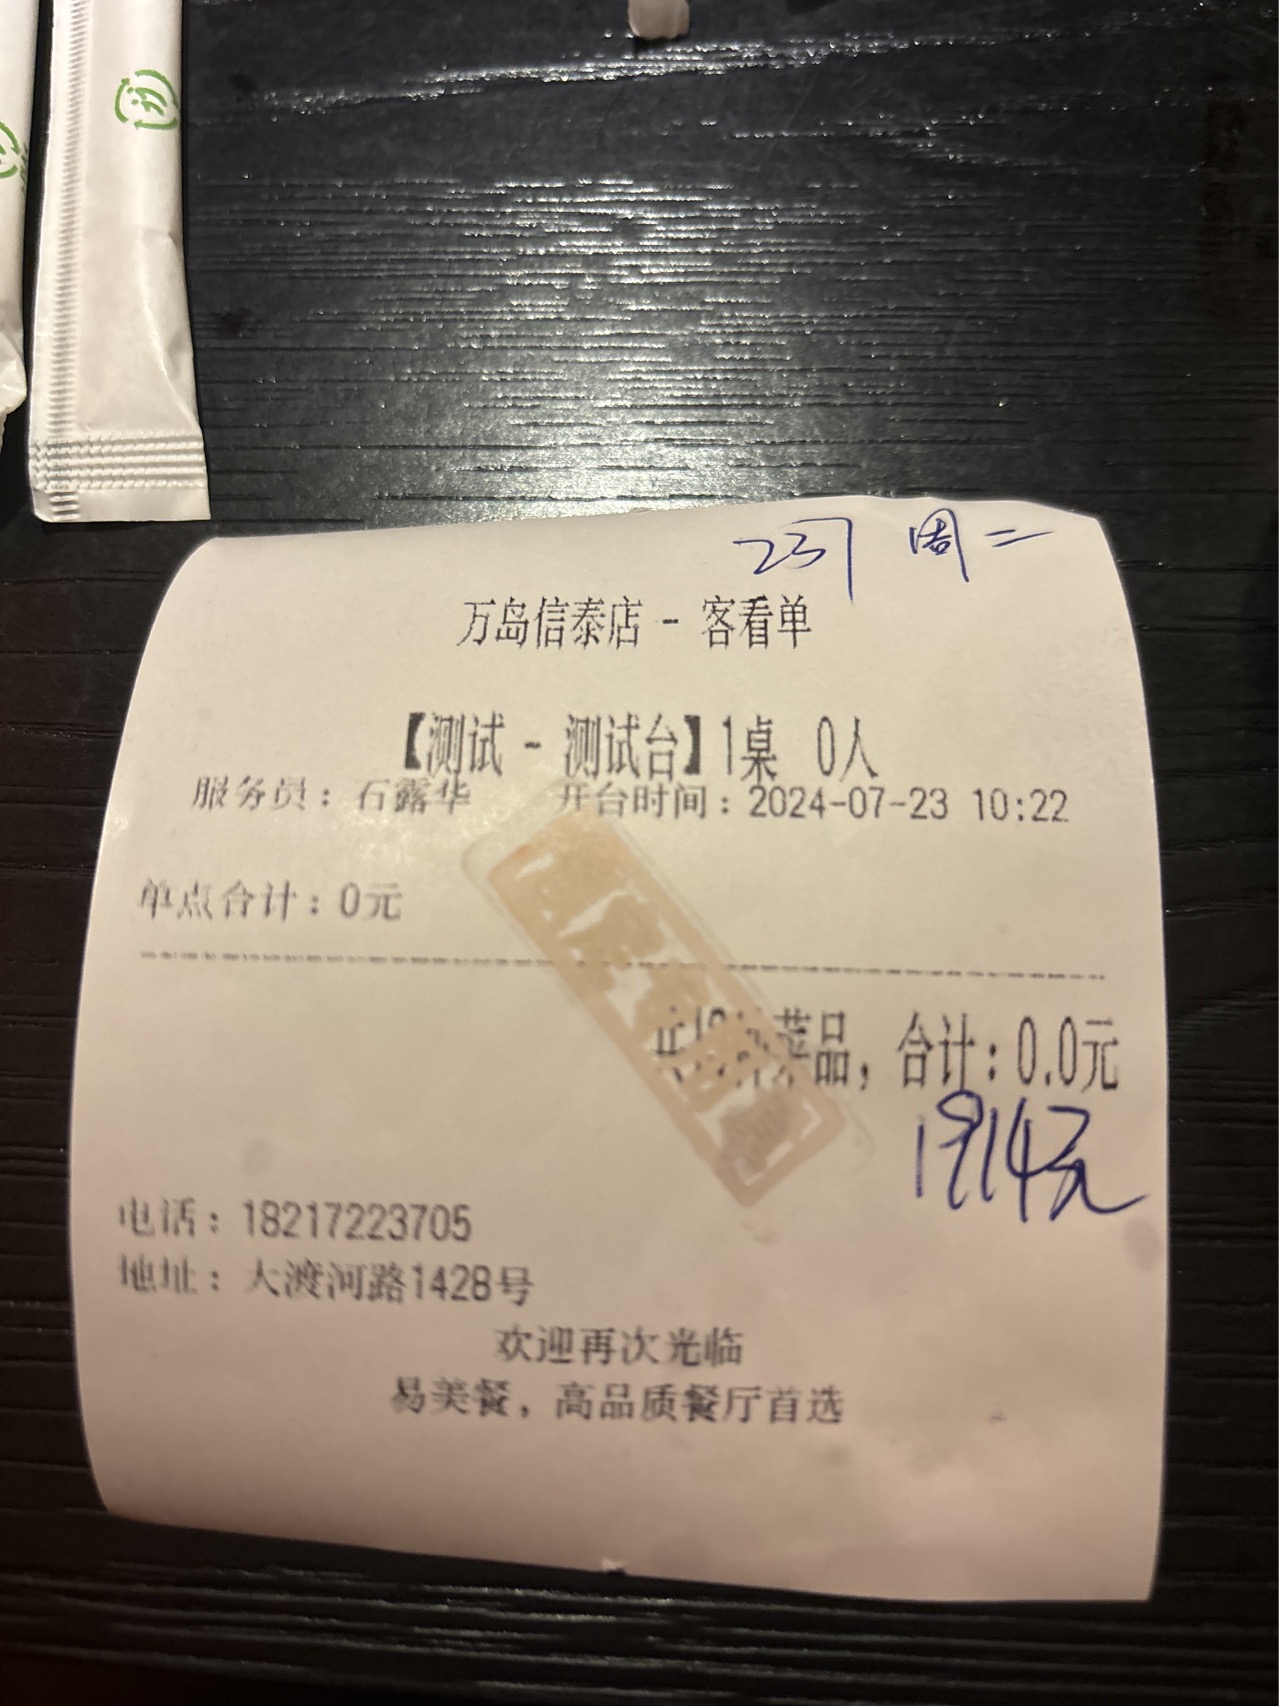 237 周二
万岛信泰店 - 客看单
【测试 - 测试台】1桌 0人
服务员：石露华 开台时间：2024-07-23 10:22
单点合计：0元
菜品，合计：0.0元
1914元
电话：18217223705
地址：大渡河路1428号
欢迎再次光临
易美餐，高品质餐厅首选